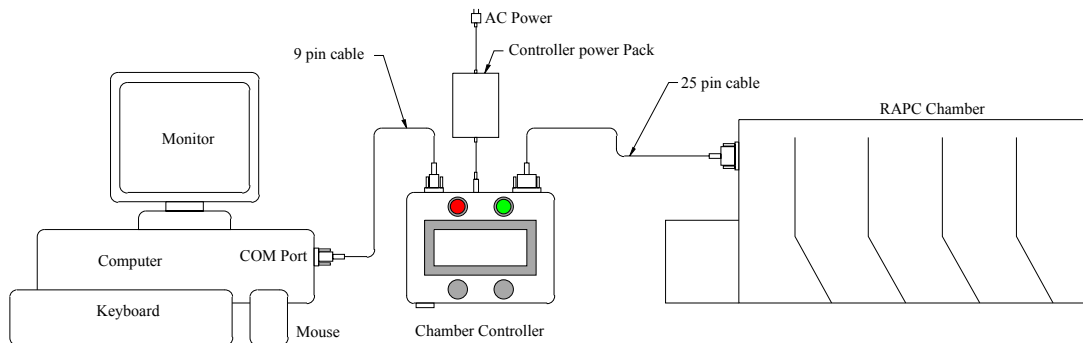 AC Power
Controller power Pack
9 pin cable
25 pin cable
RAPC Chamber
Monitor
Computer
COM Port
Keyboard
Mouse
Chamber Controller